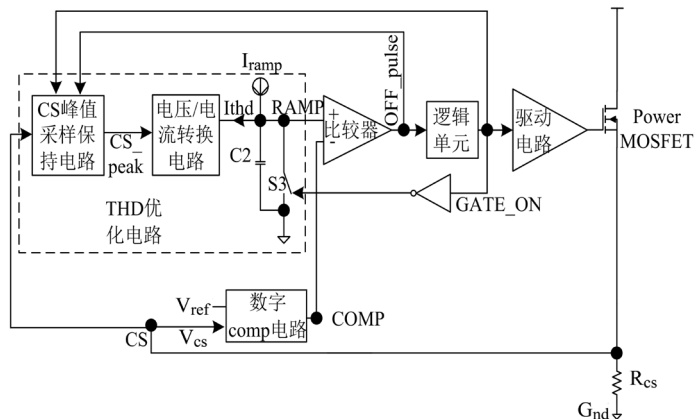 CS峰值
采样保
持电路
CS_
peak
电压/电
流转换
电路
Ithd
I_ramp
RAMP
C2
S3
THD优
化电路
+
-
比较器
OFF_pulse
逻辑
单元
GATE_ON
驱动
电路
Power
MOSFET
V_ref
数字
comp电路
V_cs
CS
COMP
R_cs
G_nd